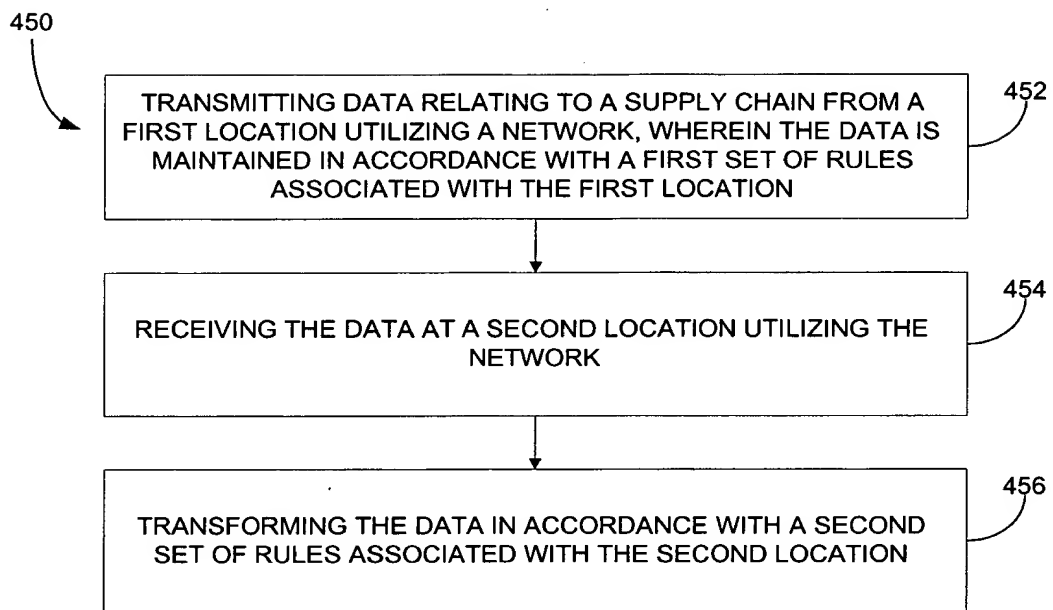 450
TRANSMITTING DATA RELATING TO A SUPPLY CHAIN FROM A
FIRST LOCATION UTILIZING A NETWORK, WHEREIN THE DATA IS
MAINTAINED IN ACCORDANCE WITH A FIRST SET OF RULES
ASSOCIATED WITH THE FIRST LOCATION
452
RECEIVING THE DATA AT A SECOND LOCATION UTILIZING THE
NETWORK
454
TRANSFORMING THE DATA IN ACCORDANCE WITH A SECOND
SET OF RULES ASSOCIATED WITH THE SECOND LOCATION
456